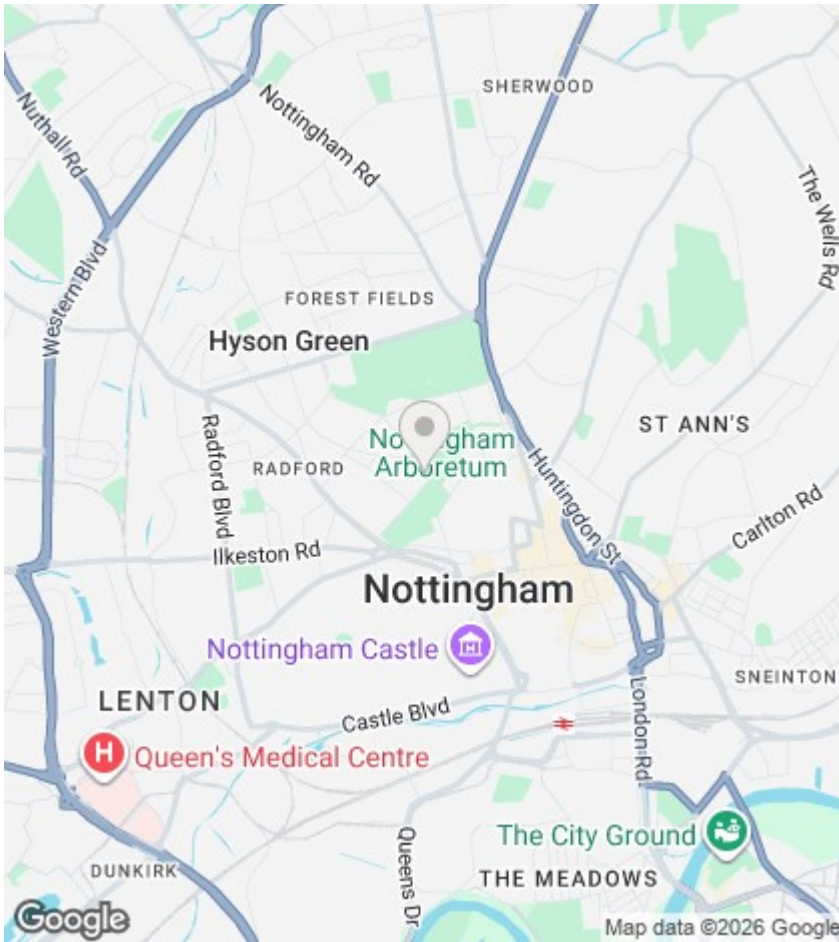 SHERWOOD
Nottingham Rd
Nuthall Rd
The Wells Rd
Western Blvd
FOREST FIELDS
Hyson Green
ST ANN'S
Nottingham
Arboretum
RADFORD
Radford Blvd
Huntingdon St
Carlton Rd
Ilkeston Rd
Nottingham
Nottingham Castle
SNEINTON
LENTON
Castle Blvd
London Rd
H
Queen's Medical Centre
The City Ground
Queens Dr
DUNKIRK
THE MEADOWS
Google
Map data ©2026 Google